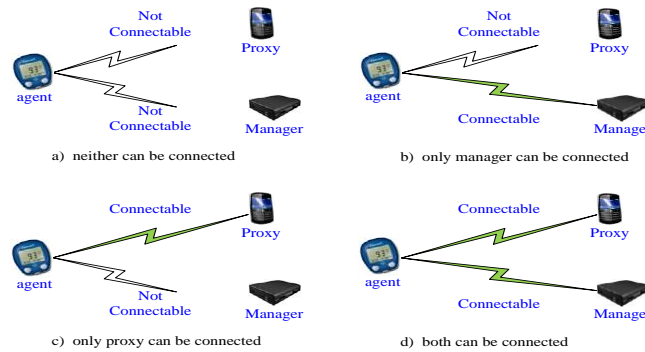 Not
Connectable
Proxy
agent
Not
Connectable
Manager
a) neither can be connected
Not
Connectable
Proxy
agent
Connectable
Manage
b) only manager can be connected
Connectable
Proxy
agent
Not
Connectable
Manager
c) only proxy can be connected
Connectable
Proxy
agent
Connectable
Manage
d) both can be connected